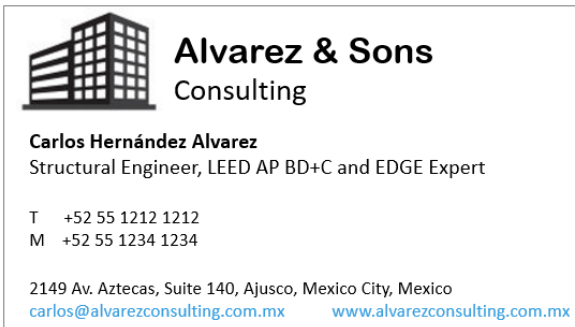 Alvarez & Sons
Consulting
Carlos Hernández Alvarez
Structural Engineer, LEED AP BD+C and EDGE Expert
T +52 55 1212 1212
M +52 55 1234 1234
2149 Av. Aztecas, Suite 140, Ajusco, Mexico City, Mexico
carlos@alvarezconsulting.com.mx www.alvarezconsulting.com.mx